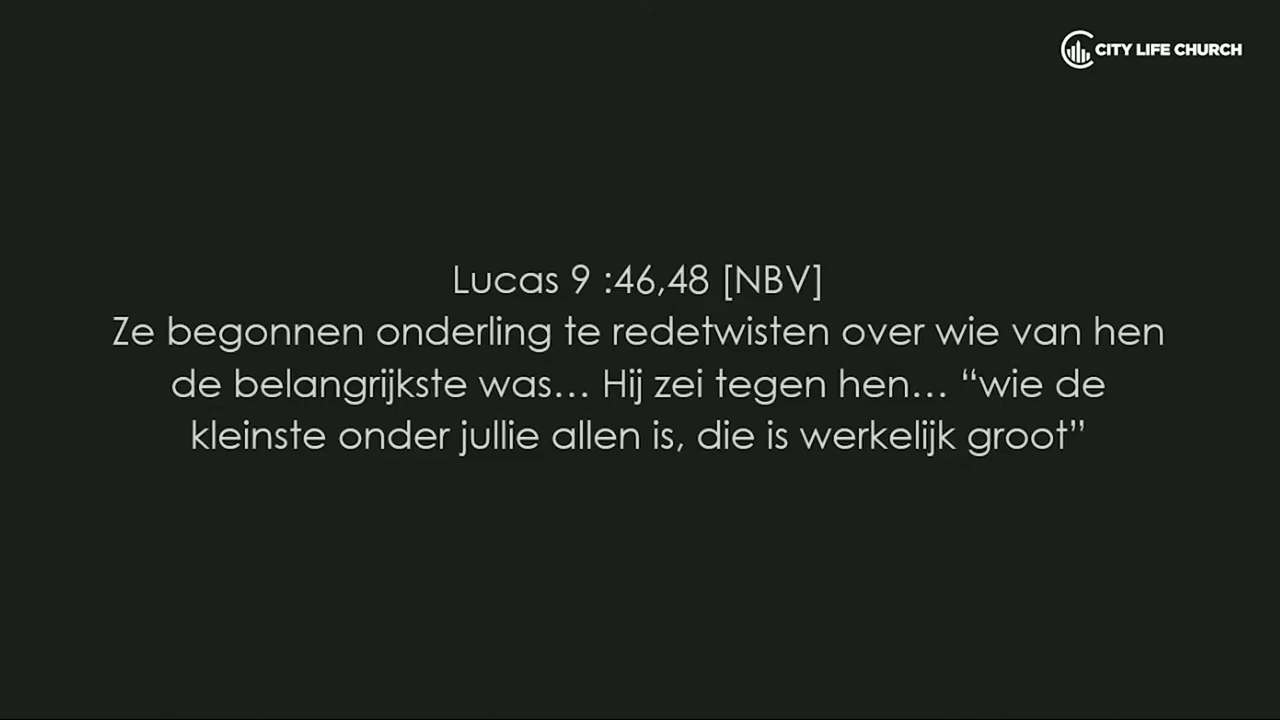 CITY LIFE CHURCH
Lucas 9 :46,48 [NBV]
Ze begonnen onderling te redetwisten over wie van hen
de belangrijkste was… Hij zei tegen hen… “wie de
kleinste onder jullie allen is, die is werkelijk groot”